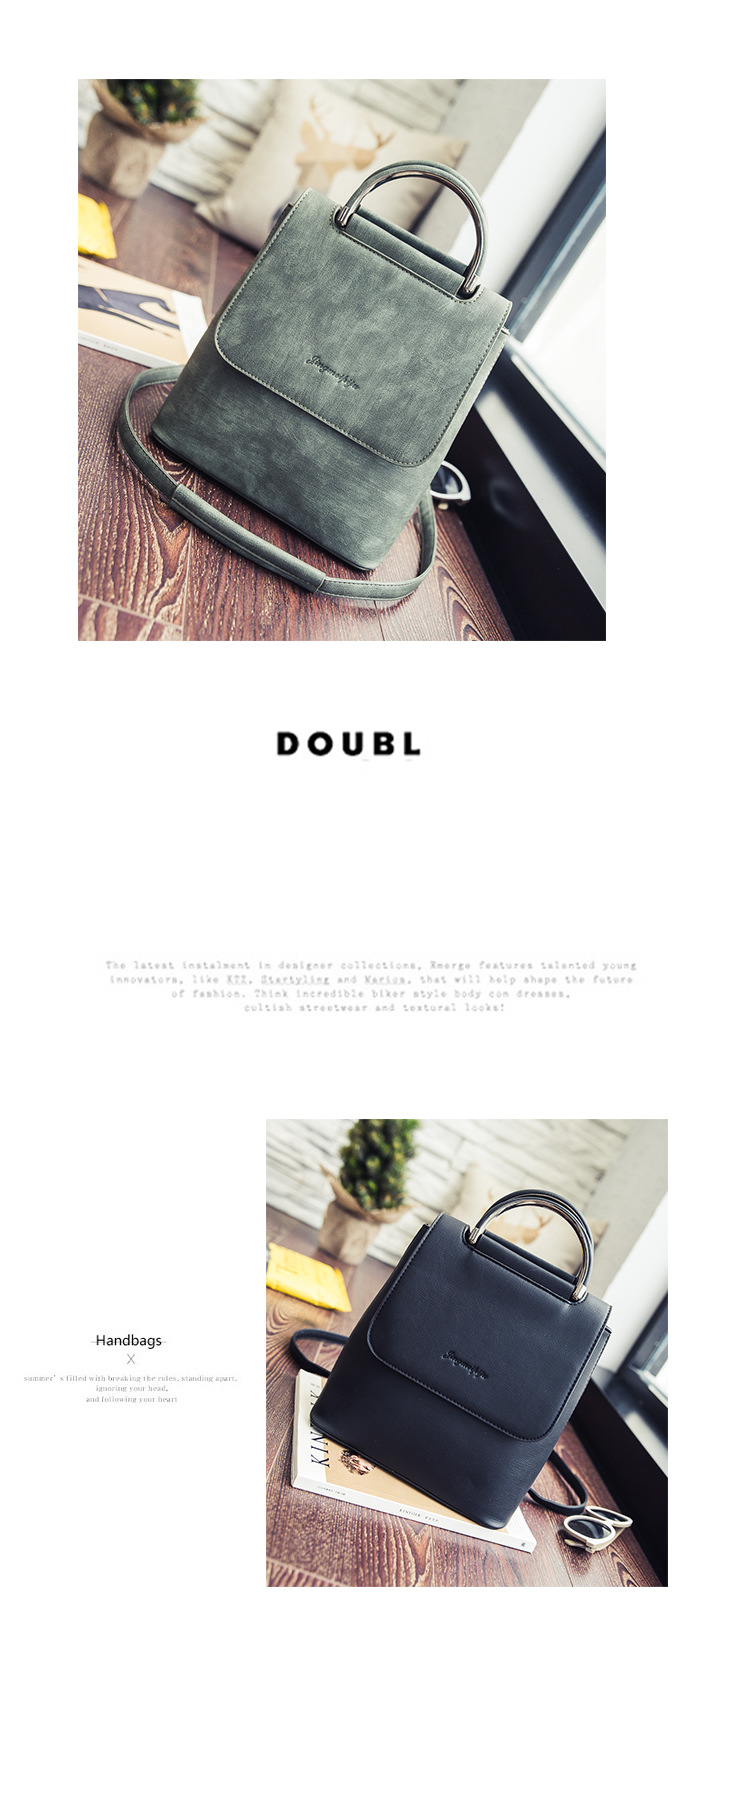 DOUBL
The latest instalment in designer collections, Emerge features talented young
innovators, like KTZ, Startyling and Marios, that will help shape the future
of fashion. Think incredible biker style body con dresses,
cultish streetwear and textural looks!
Handbags
X
summer's filled with breaking the rules, standing apart,
ignoring your head,
and following your heart
KIN